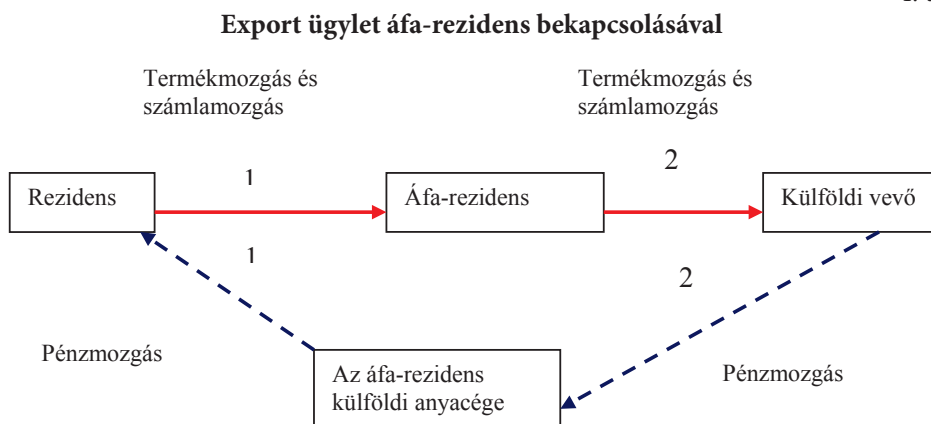 Export ügylet áfa-rezidens bekapcsolásával
Termékmozgás és
számlamozgás
Termékmozgás és
számlamozgás
1
2
Rezidens
Áfa-rezidens
Külföldi vevő
1
2
Pénzmozgás
Az áfa-rezidens
külföldi anyacége
Pénzmozgás